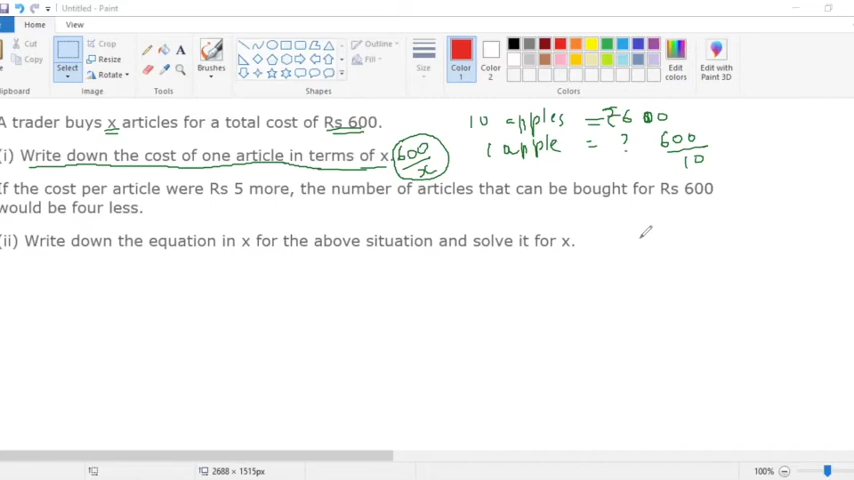 Untitled - Paint
Home View
Cut
Copy
Select
Crop
Resize
Rotate
Image
Tools
Brushes
Shapes
Outline
Fill
Size
Color 1
Color 2
Colors
Edit colors
Edit with Paint 3D
A trader buys x articles for a total cost of Rs 600.
10 apples = ₹600
(i) Write down the cost of one article in terms of x. 600/x
1 apple = ? 600/10
If the cost per article were Rs 5 more, the number of articles that can be bought for Rs 600
would be four less.
(ii) Write down the equation in x for the above situation and solve it for x.
2688 × 1515px
100%